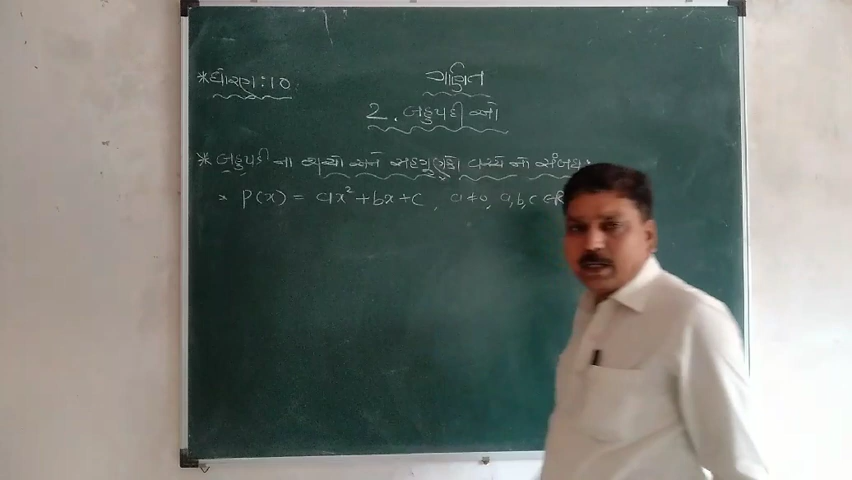 * ધોરણ : 10
ગણિત
2. બહુપદીઓ
* બહુપદી ના શૂન્યો અને સહગુણકો વચ્ચે નો સંબંધ :
P(x) = ax² + bx + c , a ≠ 0, a, b, c